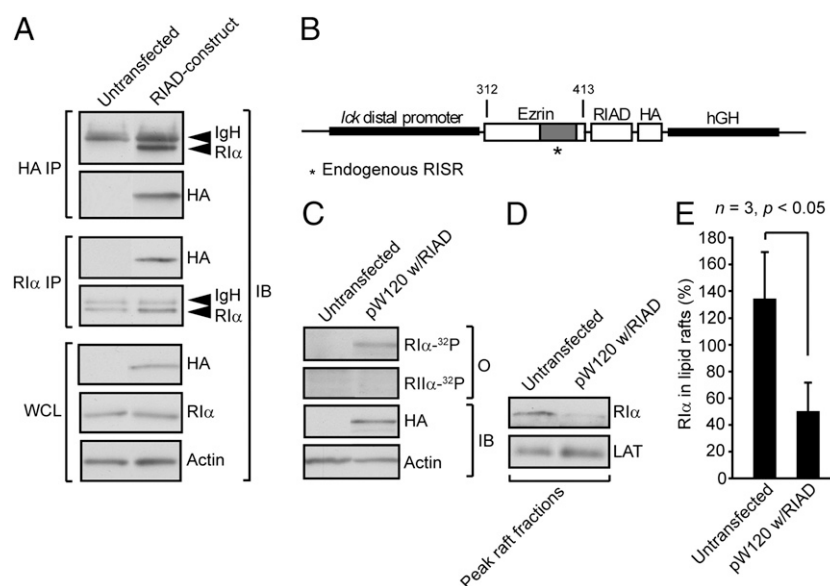 A
Untransfected
RIAD-construct
HA IP
IgH
RIα
HA
RIα IP
HA
IgH
RIα
WCL
HA
RIα
Actin
IB
B
312
413
lck distal promoter
Ezrin
RIAD
HA
hGH
*
* Endogenous RISR
C
Untransfected
pW120 w/RIAD
RIα-³²P
RIIα-³²P
O
HA
Actin
IB
D
Untransfected
pW120 w/RIAD
RIα
LAT
Peak raft fractions
E
n = 3, p < 0.05
RIα in lipid rafts (%)
180
160
140
120
100
80
60
40
20
0
Untransfected
pW120 w/RIAD